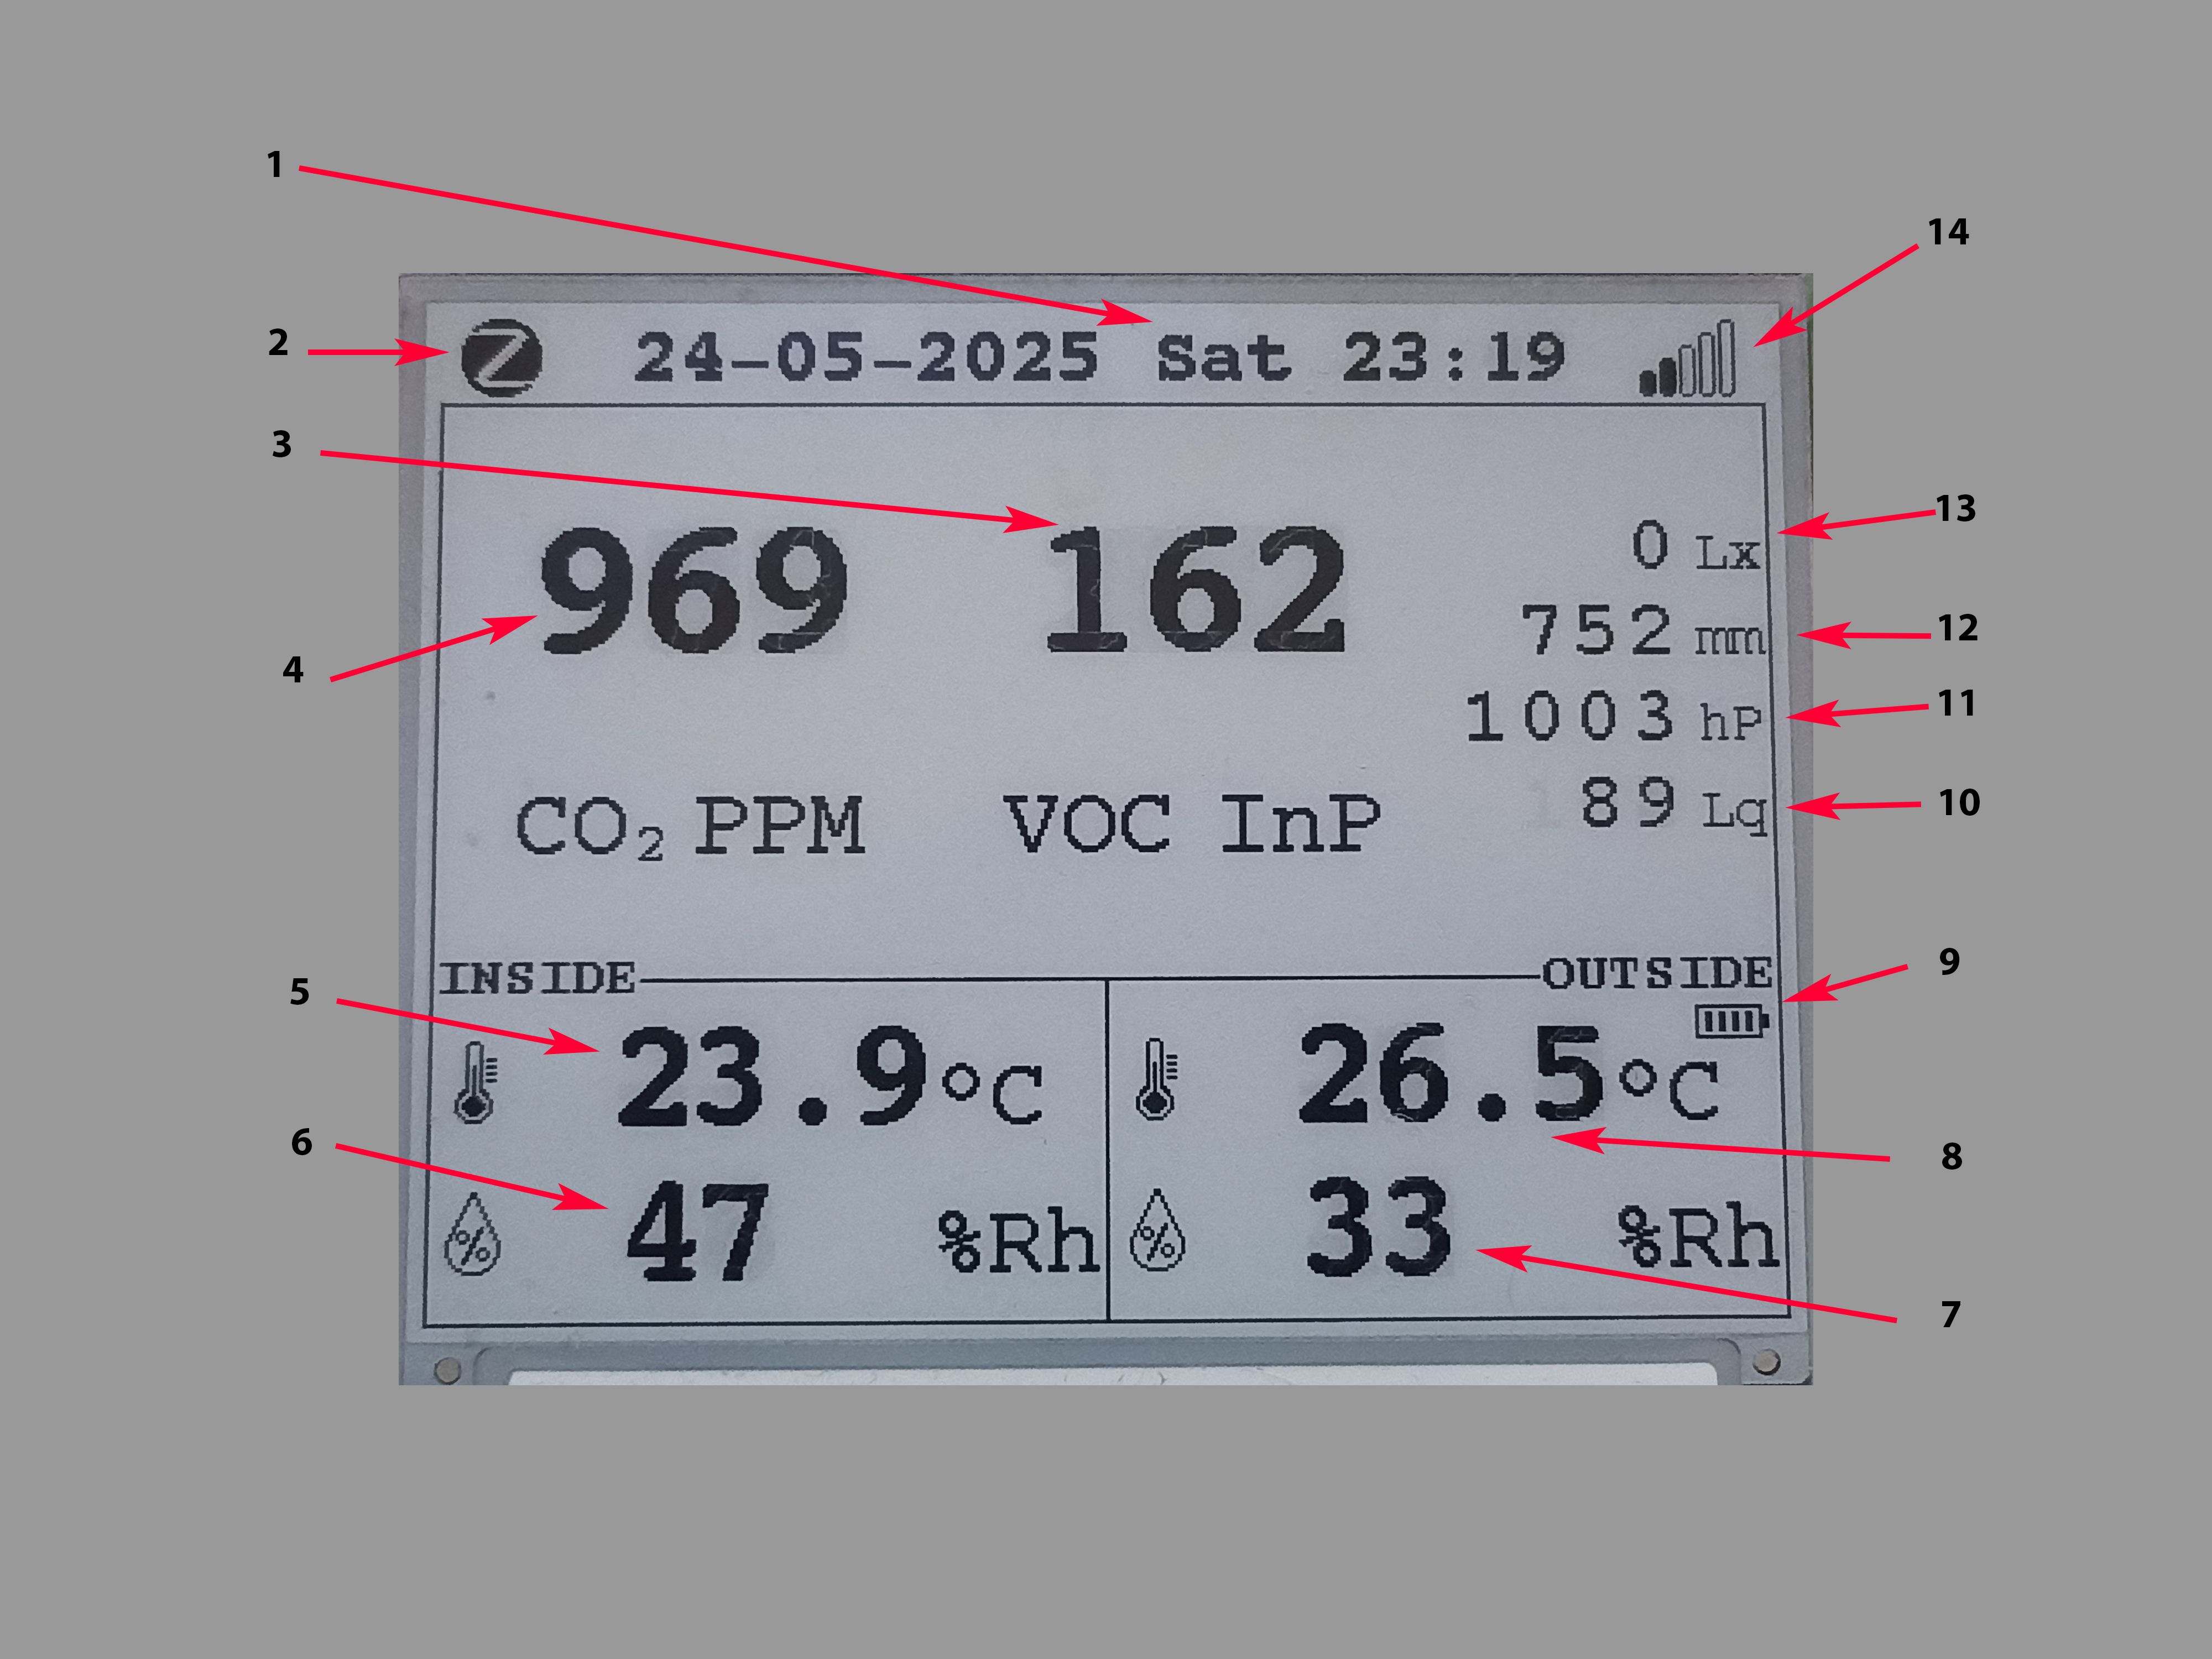 1
14
2
24-05-2025 Sat 23:19
3
13
969
162
0 Lx
12
4
752 mm
11
1003 hP
10
CO₂ PPM
VOC InP
89 Lq
9
INSIDE
OUTSIDE
5
23.9°C
26.5°C
6
8
47 %Rh
33 %Rh
7